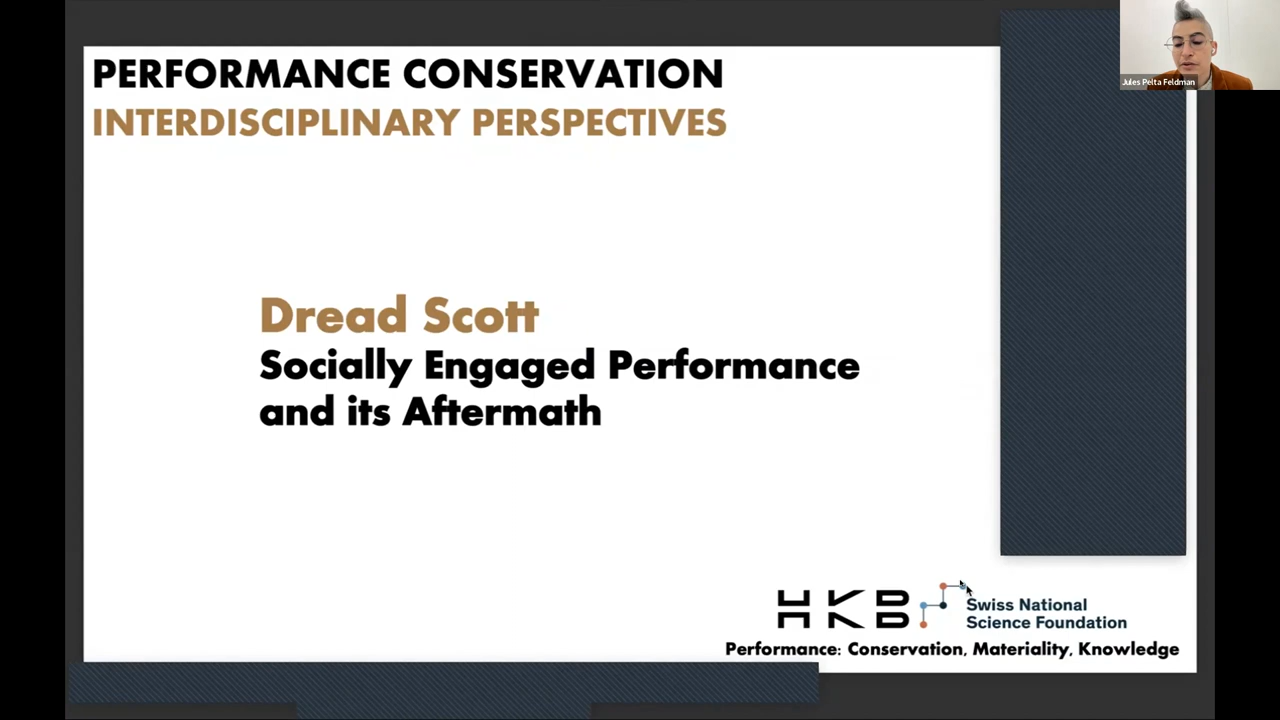 PERFORMANCE CONSERVATION
INTERDISCIPLINARY PERSPECTIVES
Jules Pelta Feldman
Dread Scott
Socially Engaged Performance
and its Aftermath
HKB
Swiss National
Science Foundation
Performance: Conservation, Materiality, Knowledge